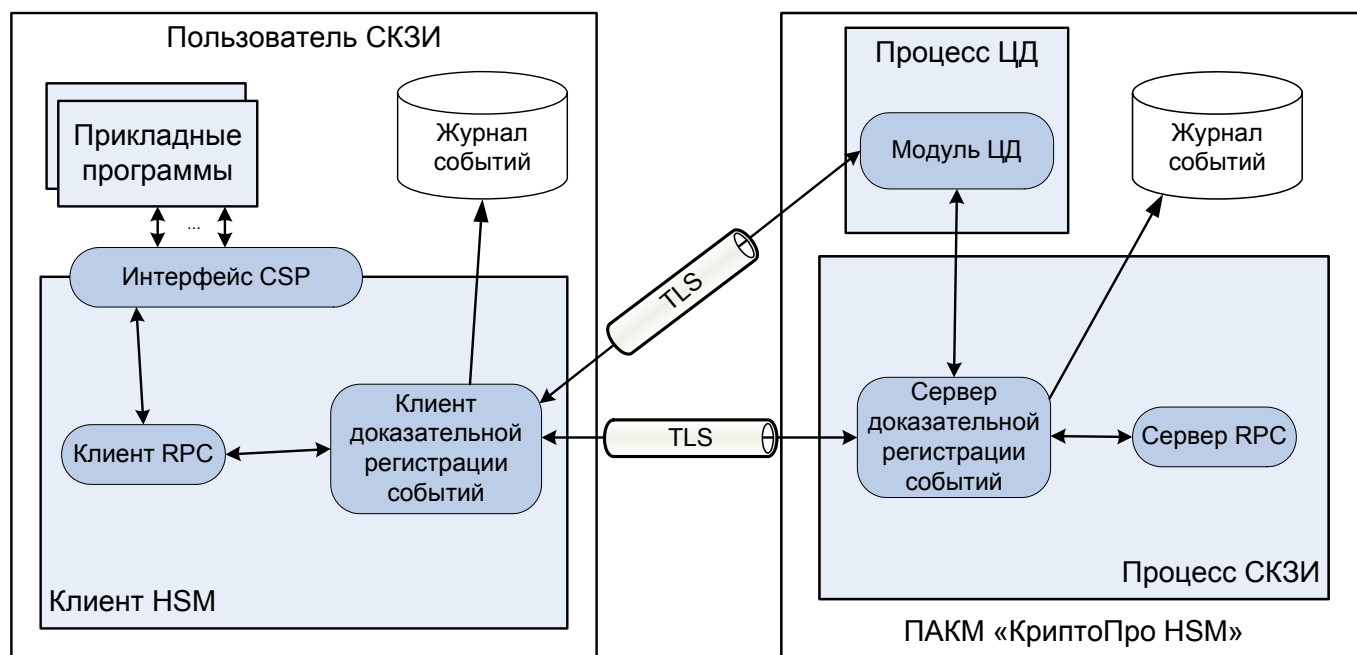 Пользователь СКЗИ
Прикладные
программы
...
Журнал
событий
Интерфейс CSP
Клиент RPC
Клиент
доказательной
регистрации
событий
Клиент HSM
TLS
TLS
Процесс ЦД
Модуль ЦД
Журнал
событий
Сервер
доказательной
регистрации
событий
Сервер RPC
Процесс СКЗИ
ПАКМ «КриптоПро HSM»